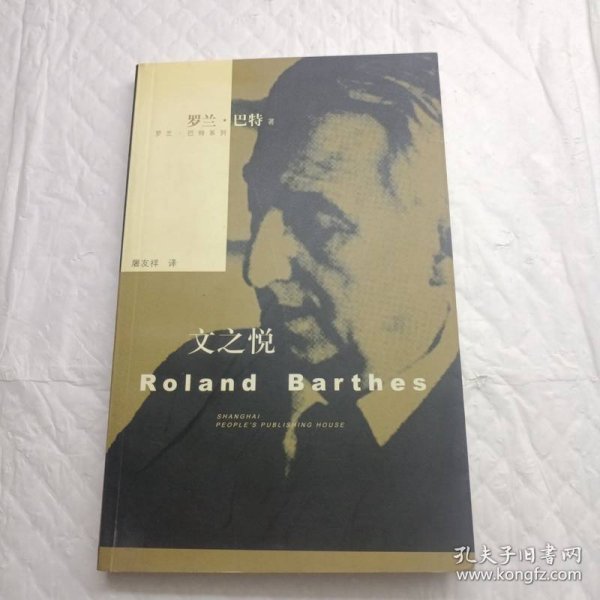 罗兰·巴特 著
罗兰·巴特系列
屠友祥 译
文之悦
Roland Barthes
SHANGHAI
PEOPLE'S PUBLISHING HOUSE
孔夫子旧书网
www.kongfz.com